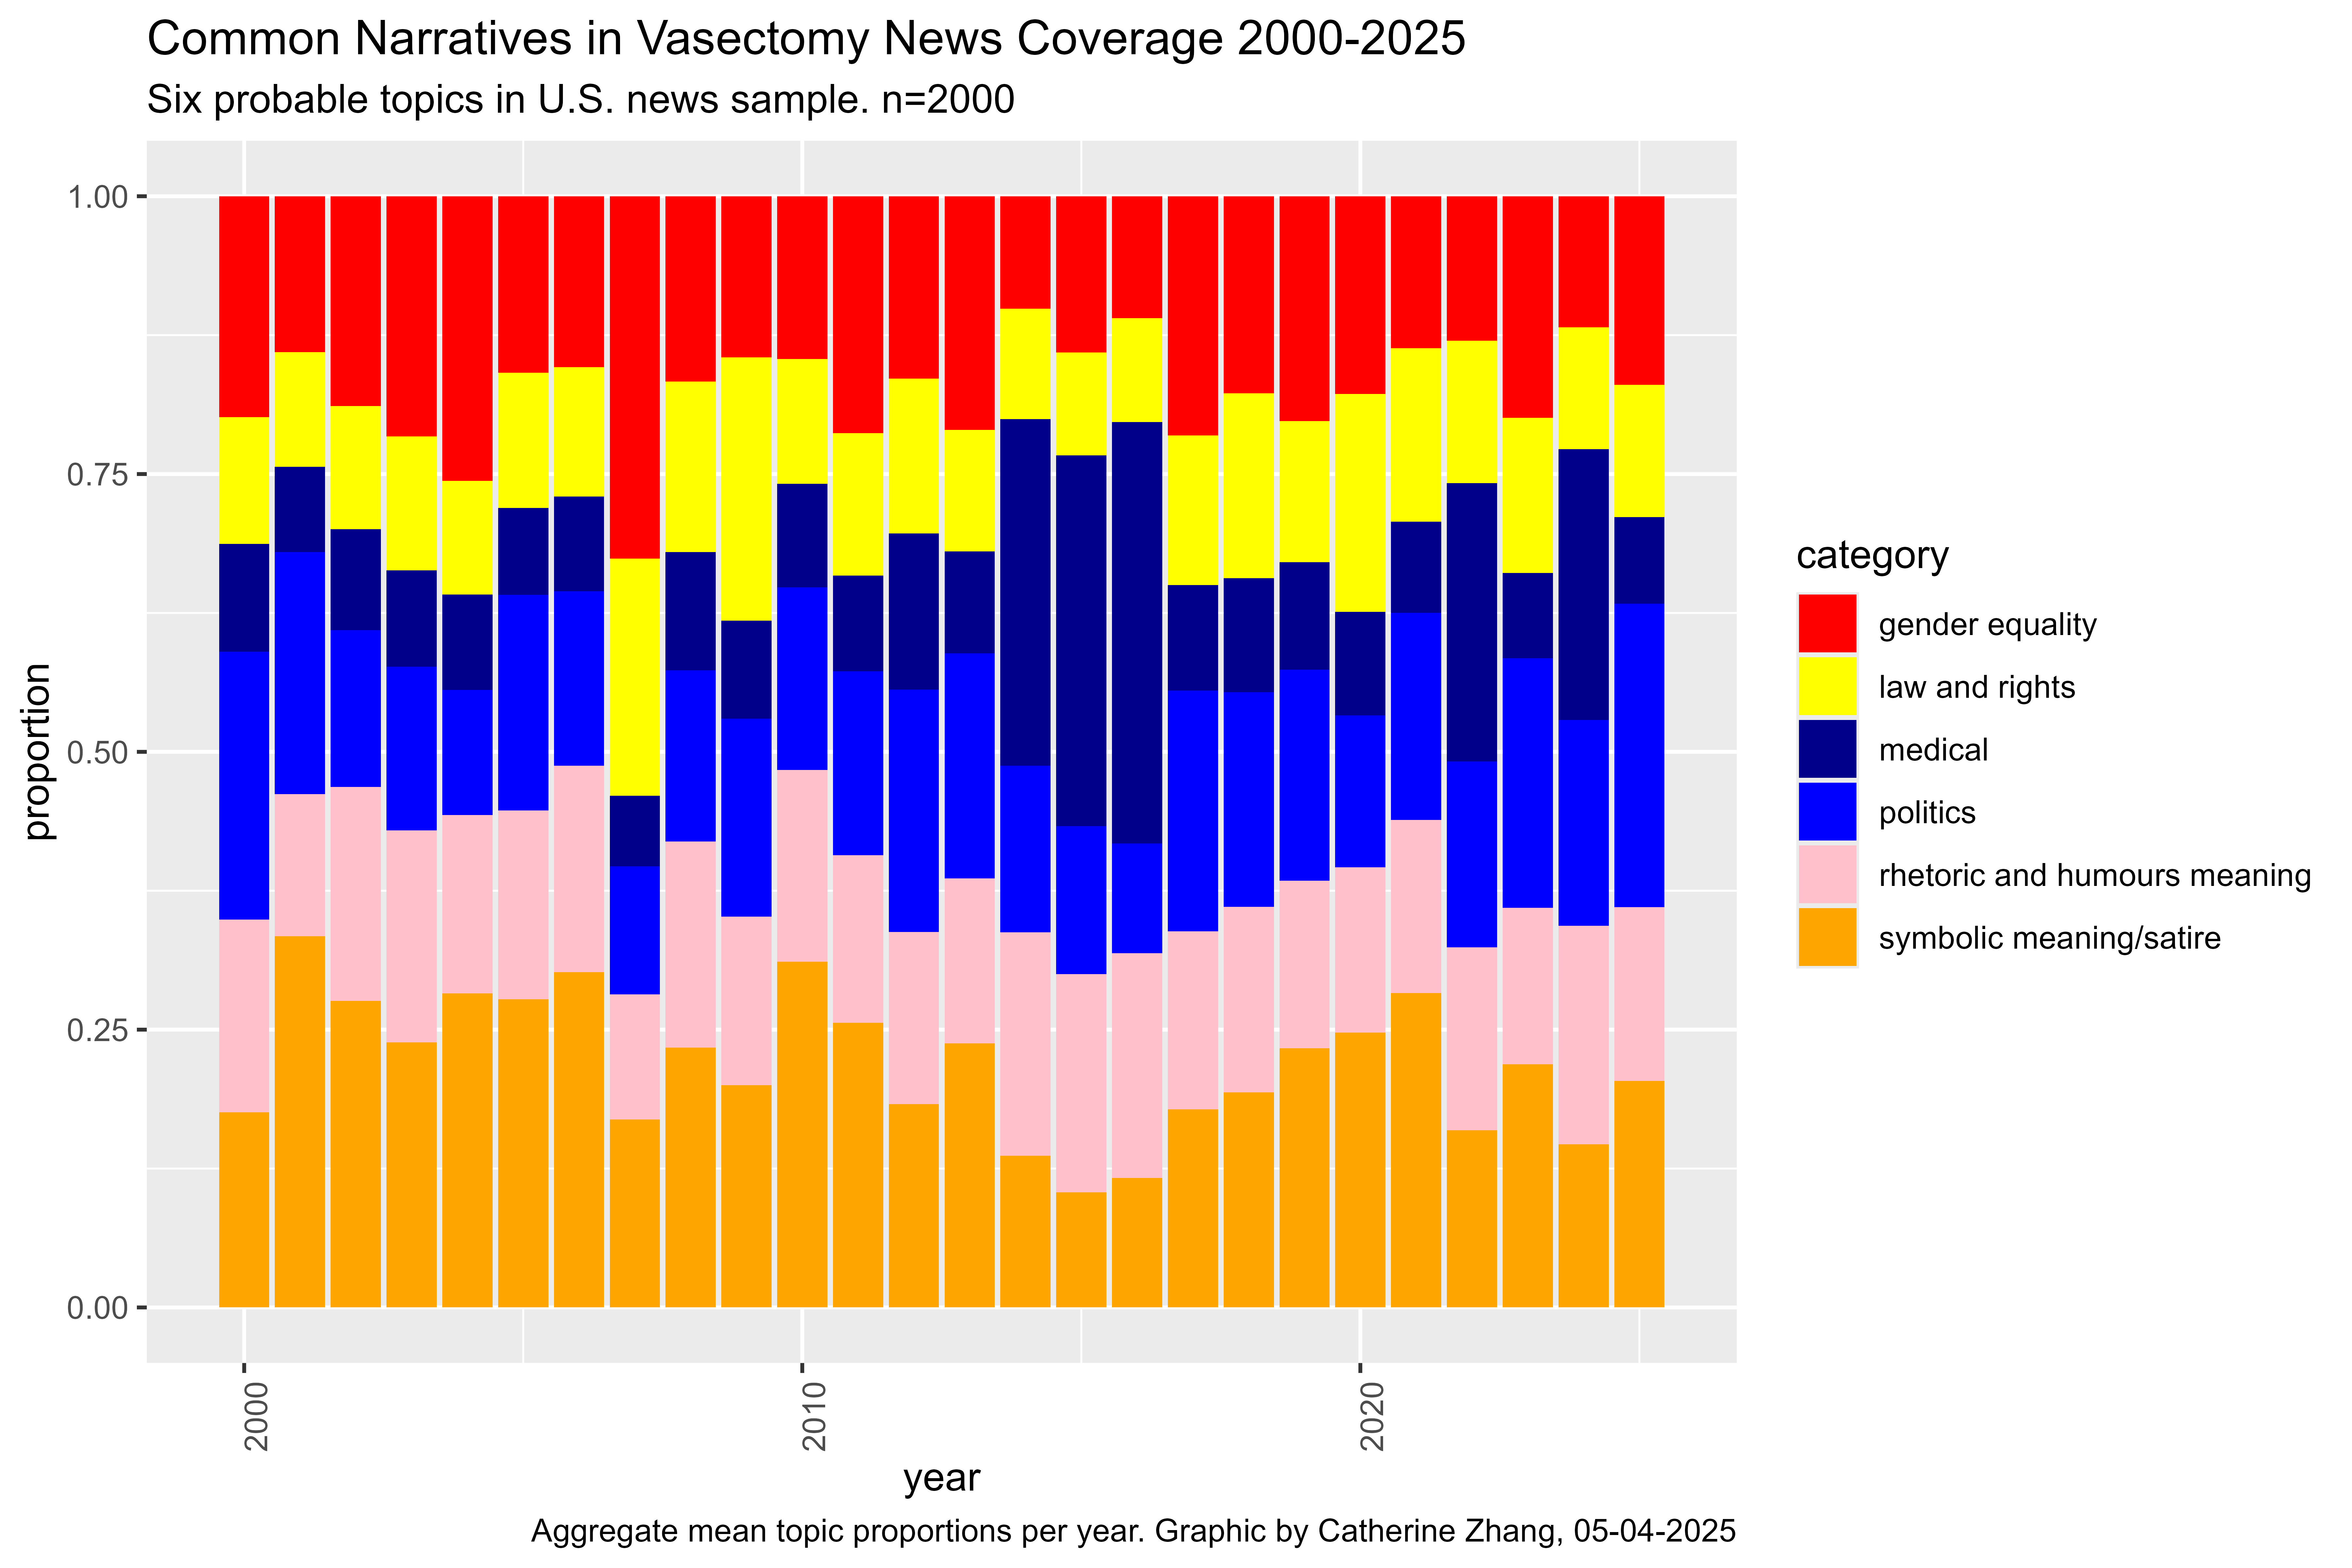 Common Narratives in Vasectomy News Coverage 2000-2025
Six probable topics in U.S. news sample. n=2000
proportion
1.00
0.75
0.50
0.25
0.00
2000
2010
2020
year
category
gender equality
law and rights
medical
politics
rhetoric and humours meaning
symbolic meaning/satire
Aggregate mean topic proportions per year. Graphic by Catherine Zhang, 05-04-2025